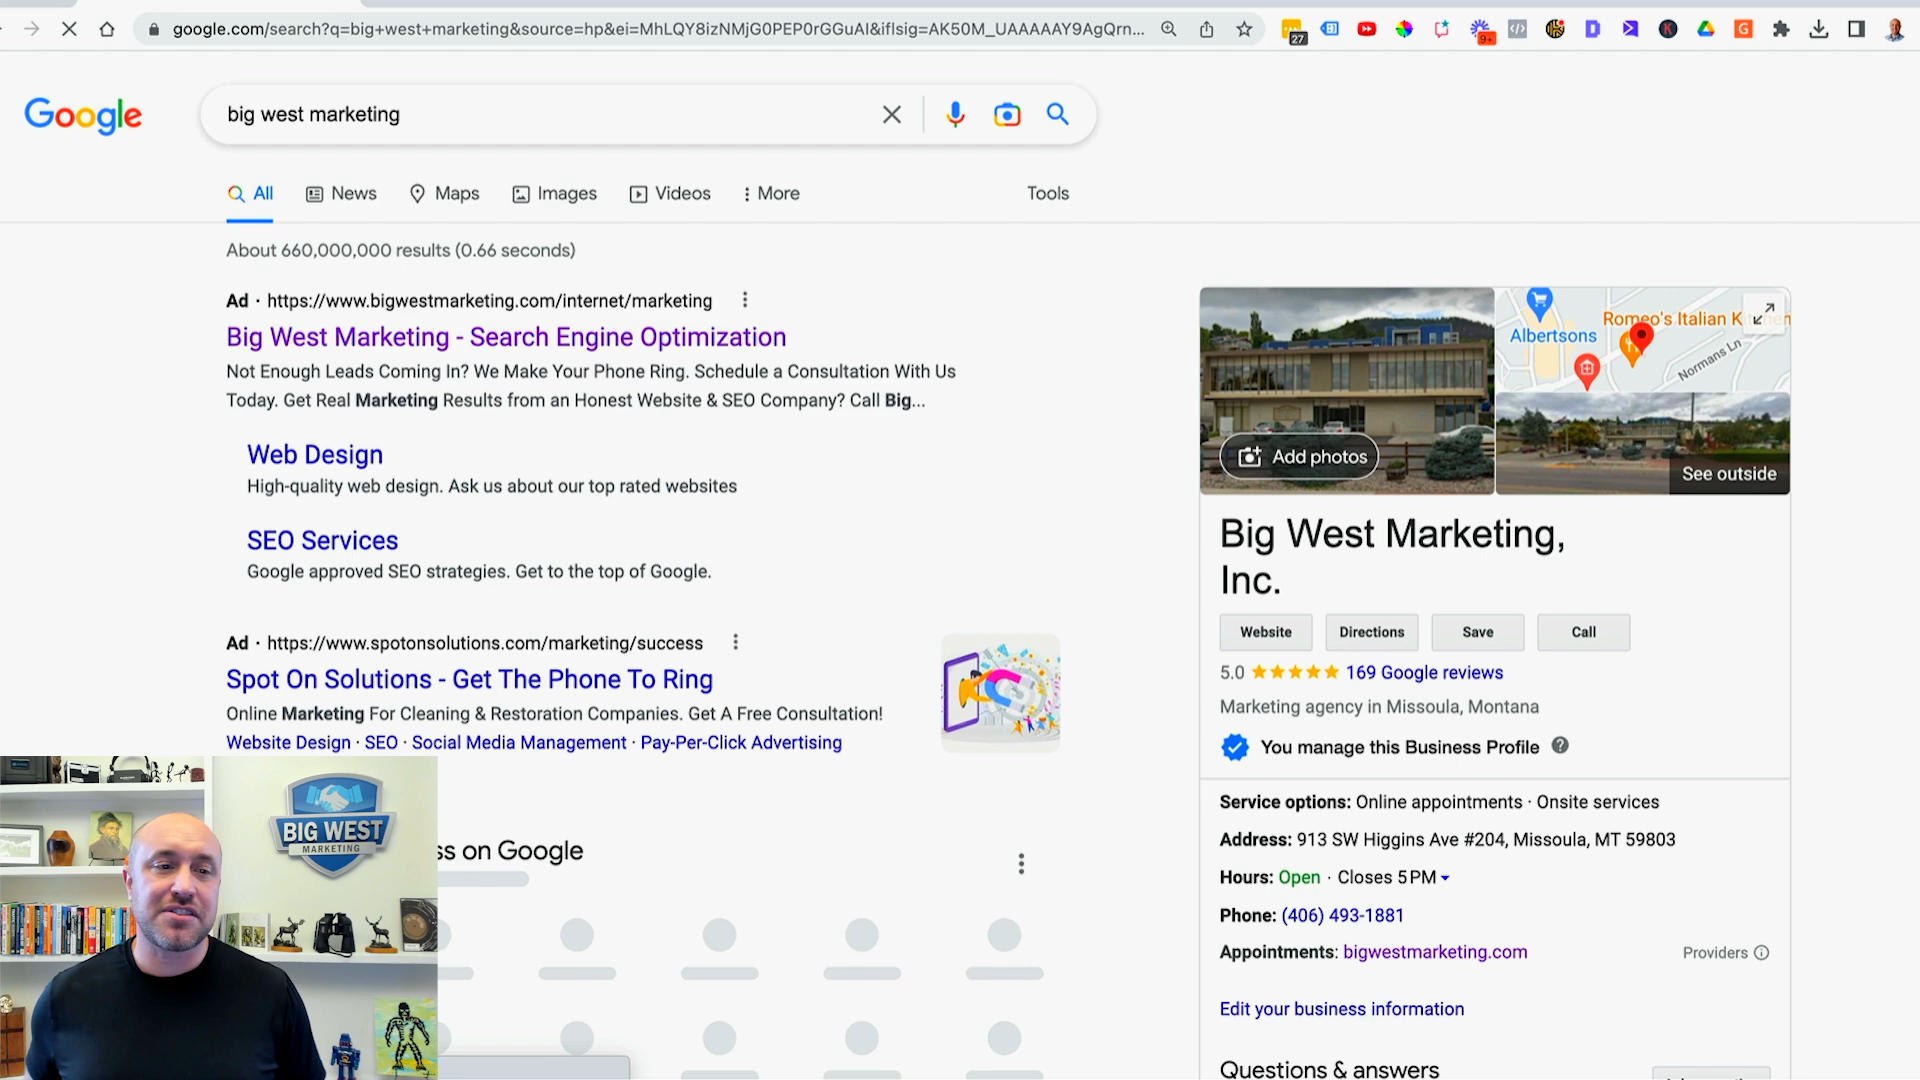 google.com/search?q=big+west+marketing&source=hp&ei=MhLQY8izNMjG0PEP0rGGuAI&iflsig=AK50M_UAAAAAY9AgQrn...
27
9+
Google
big west marketing
All
News
Maps
Images
Videos
More
Tools
About 660,000,000 results (0.66 seconds)
Ad · https://www.bigwestmarketing.com/internet/marketing
Big West Marketing - Search Engine Optimization
Not Enough Leads Coming In? We Make Your Phone Ring. Schedule a Consultation With Us
Today. Get Real Marketing Results from an Honest Website & SEO Company? Call Big...
Web Design
High-quality web design. Ask us about our top rated websites
SEO Services
Google approved SEO strategies. Get to the top of Google.
Ad · https://www.spotonsolutions.com/marketing/success
Spot On Solutions - Get The Phone To Ring
Online Marketing For Cleaning & Restoration Companies. Get A Free Consultation!
Website Design · SEO · Social Media Management · Pay-Per-Click Advertising
ss on Google
BIG WEST
MARKETING
Albertsons
Romeo's Italian
Normans Ln
Add photos
See outside
Big West Marketing,
Inc.
Website
Directions
Save
Call
5.0 169 Google reviews
Marketing agency in Missoula, Montana
You manage this Business Profile
Service options: Online appointments · Onsite services
Address: 913 SW Higgins Ave #204, Missoula, MT 59803
Hours: Open · Closes 5 PM
Phone: (406) 493-1881
Appointments: bigwestmarketing.com
Providers
Edit your business information
Questions & answers